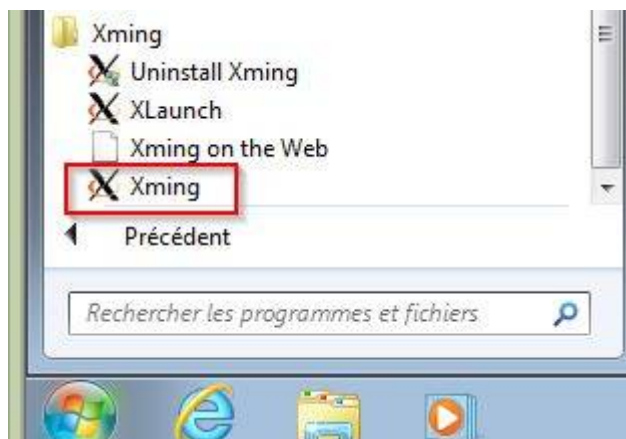 Xming
Uninstall Xming
XLaunch
Xming on the Web
Xming
Précédent
Rechercher les programmes et fichiers